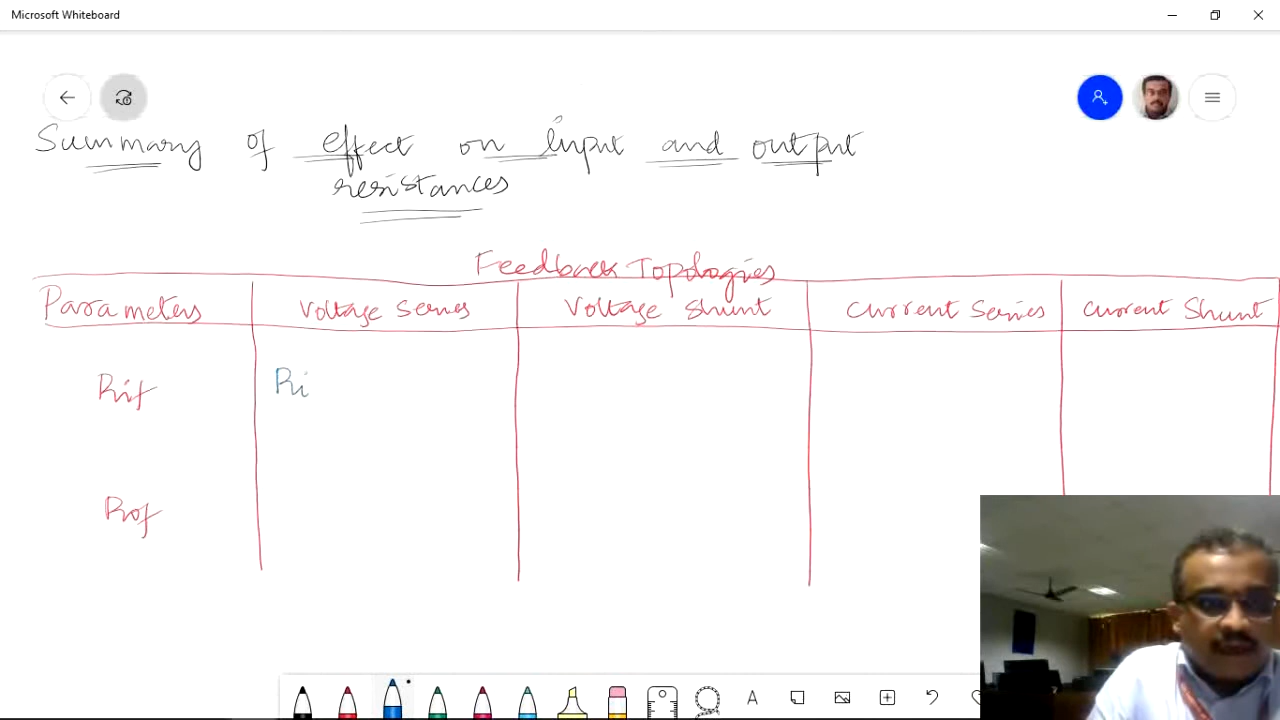 Microsoft Whiteboard
Summary of effect on input and output
resistances
Feedback Topologies
Parameters Voltage Series Voltage Shunt Current Series Current Shunt
Rif Ri
Rof
A